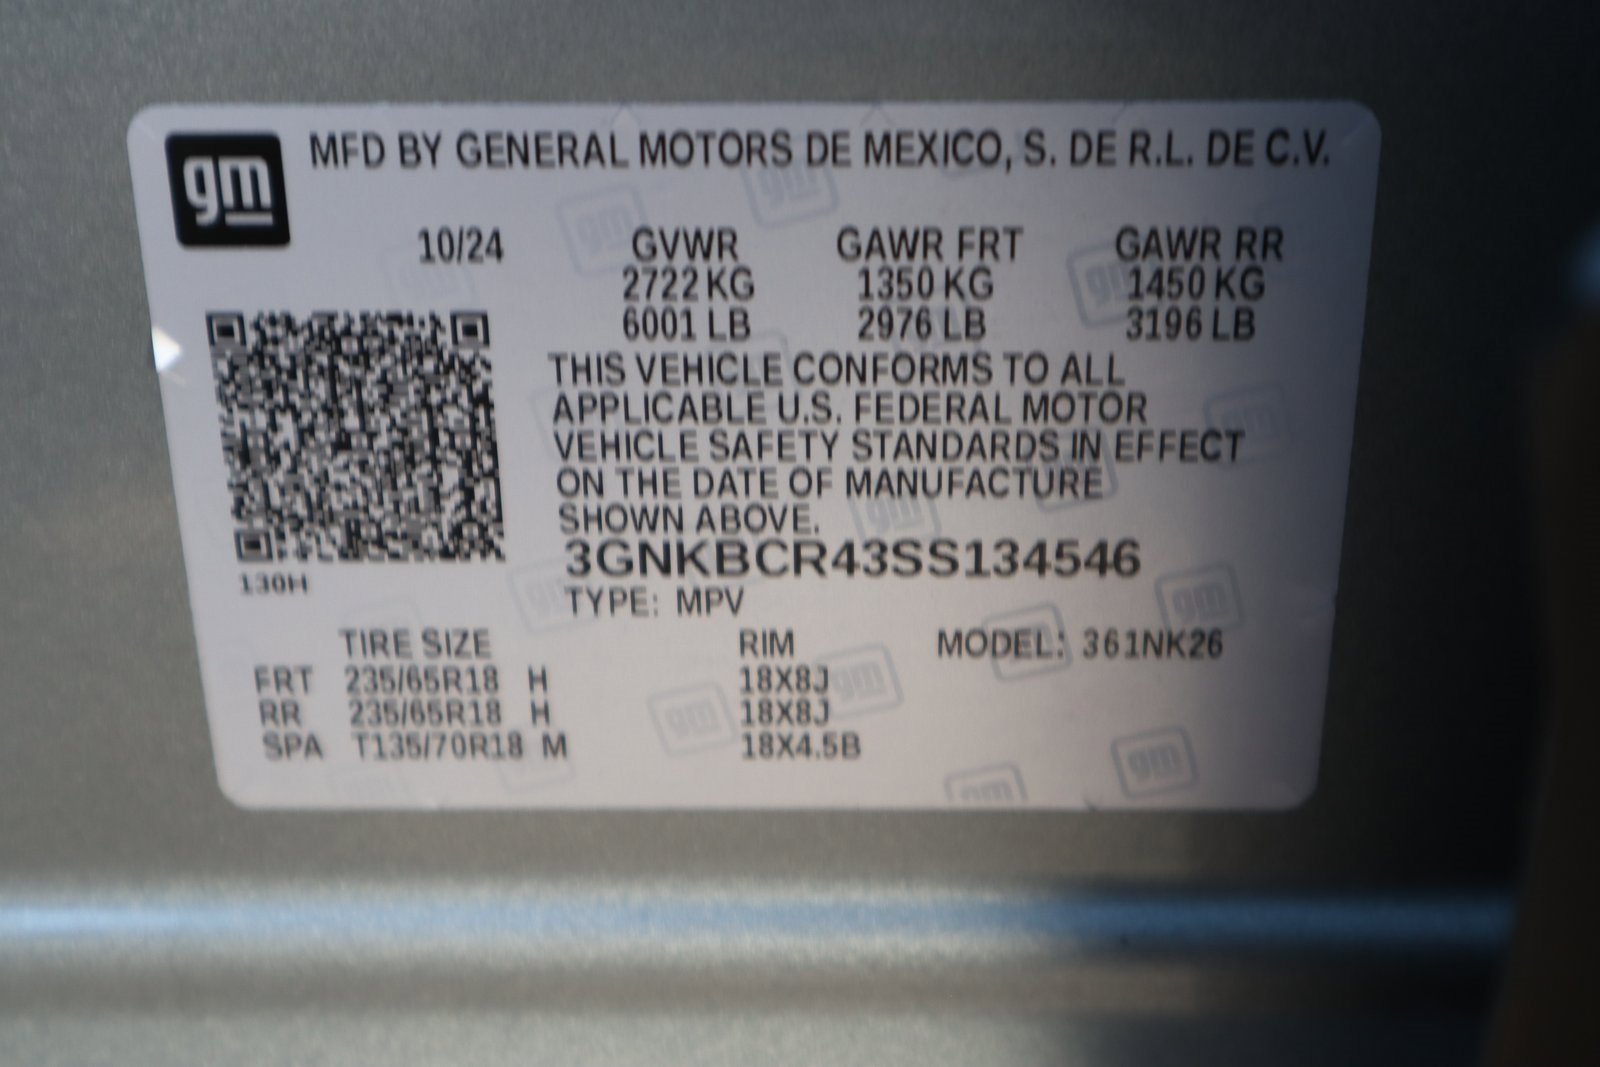 gm MFD BY GENERAL MOTORS DE MEXICO, S. DE R.L. DE C.V.
10/24 GVWR GAWR FRT GAWR RR
2722 KG 1350 KG 1450 KG
6001 LB 2976 LB 3196 LB
THIS VEHICLE CONFORMS TO ALL
APPLICABLE U.S. FEDERAL MOTOR
VEHICLE SAFETY STANDARDS IN EFFECT
ON THE DATE OF MANUFACTURE
SHOWN ABOVE.
3GNKBCR43SS134546
130H
TYPE: MPV
TIRE SIZE RIM MODEL: 361NK26
FRT 235/65R18 H 18X8J
RR 235/65R18 H 18X8J
SPA T135/70R18 M 18X4.5B